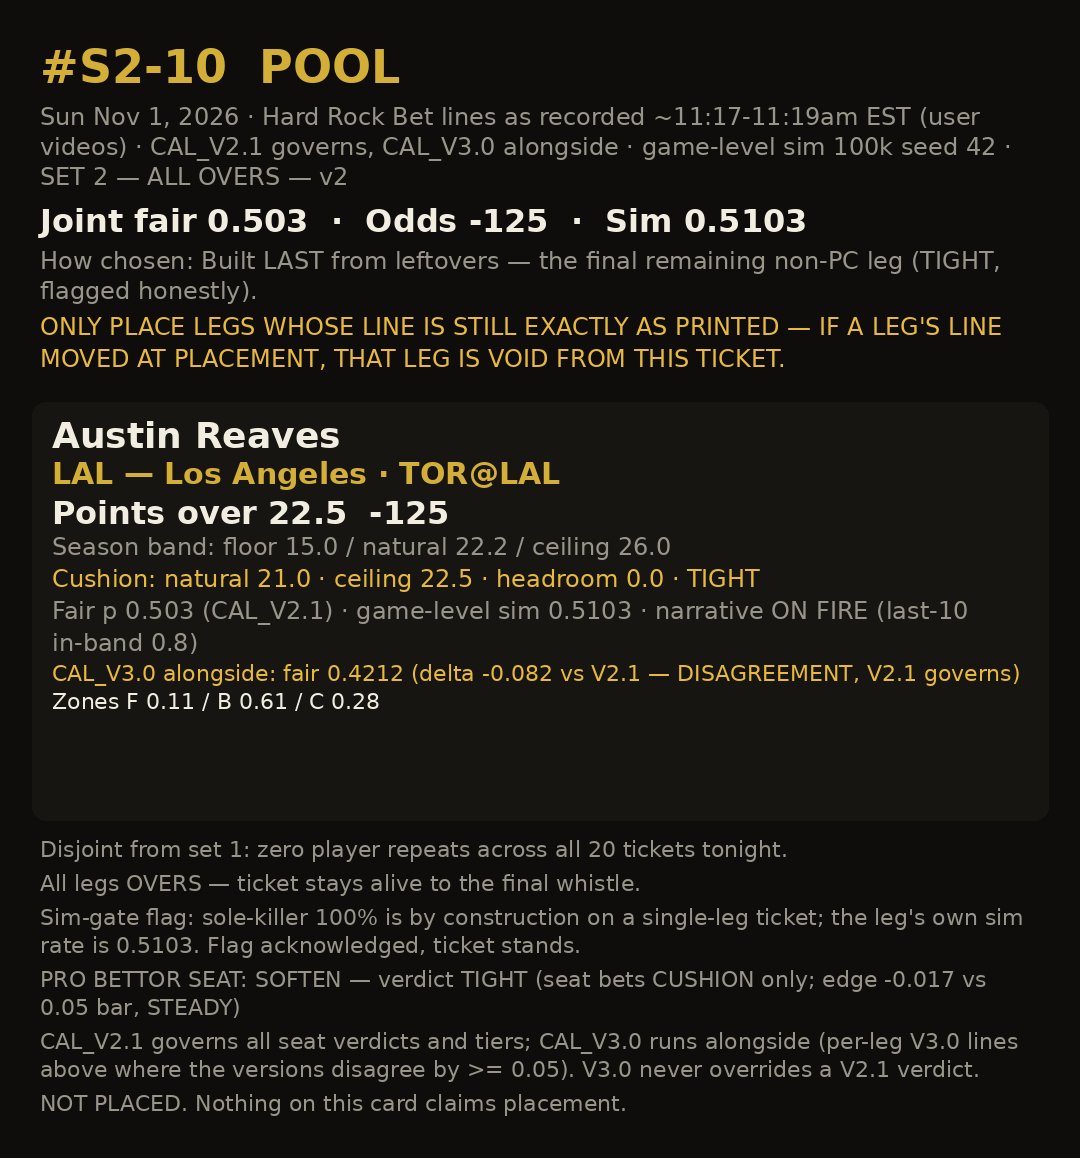 #S2-10 POOL
Sun Nov 1, 2026 · Hard Rock Bet lines as recorded ~11:17-11:19am EST (user
videos) · CAL_V2.1 governs, CAL_V3.0 alongside · game-level sim 100k seed 42 ·
SET 2 — ALL OVERS — v2
Joint fair 0.503 · Odds -125 · Sim 0.5103
How chosen: Built LAST from leftovers — the final remaining non-PC leg (TIGHT,
flagged honestly).
ONLY PLACE LEGS WHOSE LINE IS STILL EXACTLY AS PRINTED — IF A LEG'S LINE
MOVED AT PLACEMENT, THAT LEG IS VOID FROM THIS TICKET.
Austin Reaves
LAL — Los Angeles · TOR@LAL
Points over 22.5 -125
Season band: floor 15.0 / natural 22.2 / ceiling 26.0
Cushion: natural 21.0 · ceiling 22.5 · headroom 0.0 · TIGHT
Fair p 0.503 (CAL_V2.1) · game-level sim 0.5103 · narrative ON FIRE (last-10
in-band 0.8)
CAL_V3.0 alongside: fair 0.4212 (delta -0.082 vs V2.1 — DISAGREEMENT, V2.1 governs)
Zones F 0.11 / B 0.61 / C 0.28
Disjoint from set 1: zero player repeats across all 20 tickets tonight.
All legs OVERS — ticket stays alive to the final whistle.
Sim-gate flag: sole-killer 100% is by construction on a single-leg ticket; the leg's own sim
rate is 0.5103. Flag acknowledged, ticket stands.
PRO BETTOR SEAT: SOFTEN — verdict TIGHT (seat bets CUSHION only; edge -0.017 vs
0.05 bar, STEADY)
CAL_V2.1 governs all seat verdicts and tiers; CAL_V3.0 runs alongside (per-leg V3.0 lines
above where the versions disagree by >= 0.05). V3.0 never overrides a V2.1 verdict.
NOT PLACED. Nothing on this card claims placement.